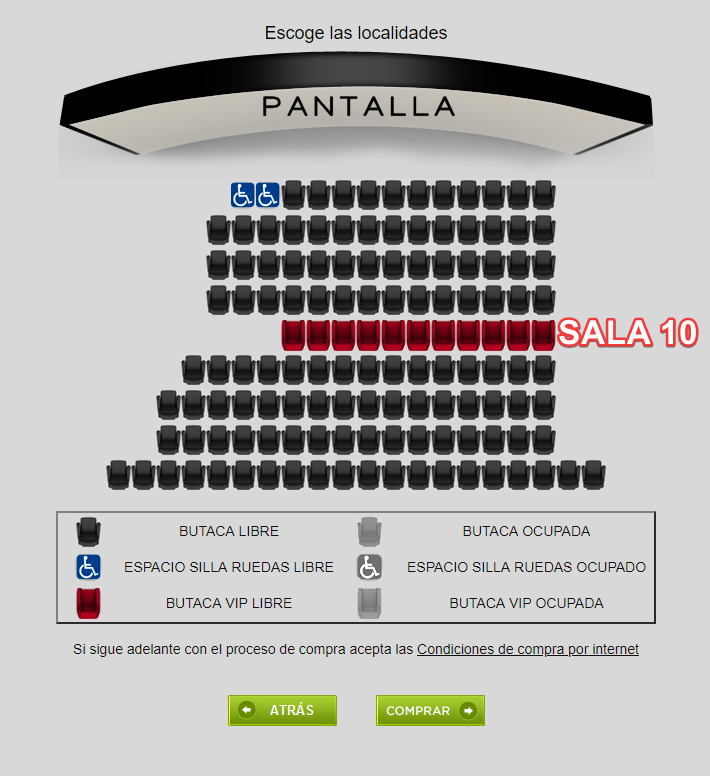 Escoge las localidades
PANTALLA
SALA 10
BUTACA LIBRE
BUTACA OCUPADA
ESPACIO SILLA RUEDAS LIBRE
ESPACIO SILLA RUEDAS OCUPADO
BUTACA VIP LIBRE
BUTACA VIP OCUPADA
Si sigue adelante con el proceso de compra acepta las Condiciones de compra por internet
ATRÁS
COMPRAR